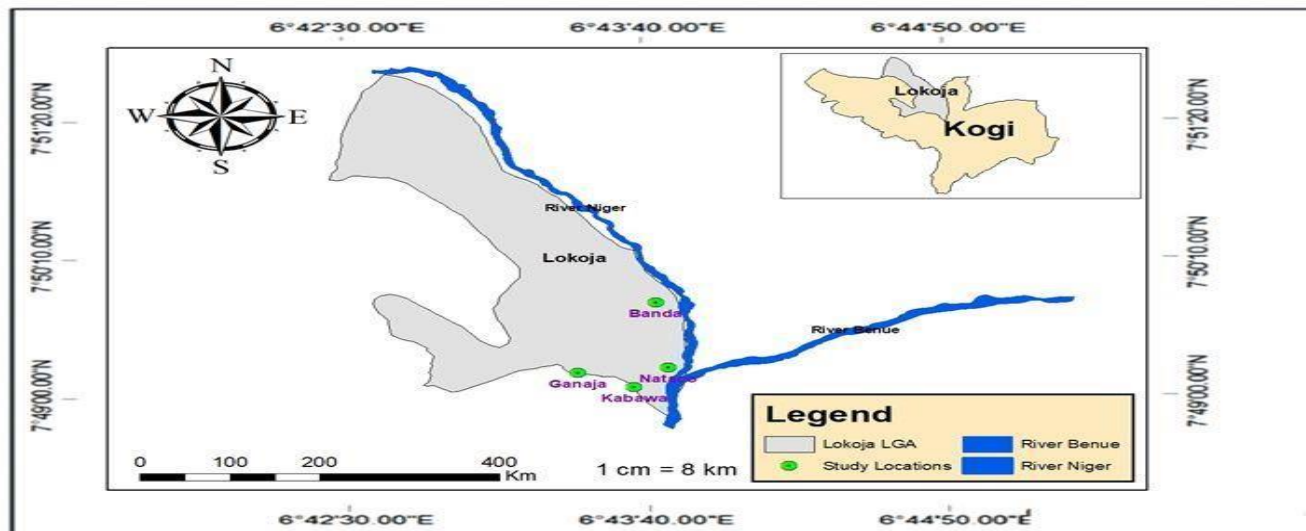 6°42'30.00"E 6°43'40.00"E 6°44'50.00"E
N
W E
S
7°51'20.00"N
7°50'10.00"N
7°49'00.00"N
Lokoja
Kogi
7°51'20.00"N
7°50'10.00"N
7°49'00.00"N
River Niger
Lokoja
Banda
River Benue
Ganaja
Kabawa
Legend
Lokoja LGA River Benue
Study Locations River Niger
0 100 200 400
Km
1 cm = 8 km
6°42'30.00"E 6°43'40.00"E 6°44'50.00"E